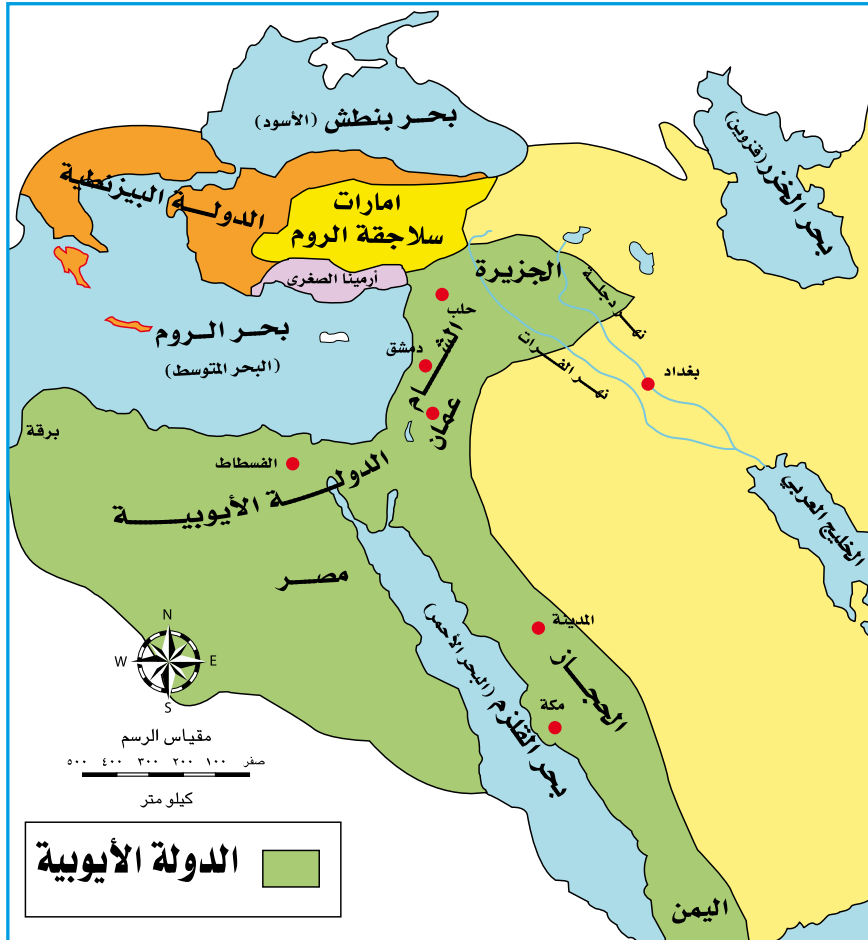 بحر بنطش (الأسود)
بحر الخزر (قزوين)
الدولة البيزنطية
امارات
سلاجقة الروم
أرمينا الصغرى
الجزيرة
حلب
نهر دجلة
بحر الروم
(البحر المتوسط)
دمشق
الشام
نهر الفرات
بغداد
عمان
برقة
الفسطاط
الدولة الأيوبية
الخليج العربي
مصر
المدينة
الحجاز
مكة
بحر القلزم (البحر الأحمر)
N
W
E
S
مقياس الرسم
صفر ١٠٠ ٢٠٠ ٣٠٠ ٤٠٠ ٥٠٠
كيلو متر
الدولة الأيوبية
اليمن